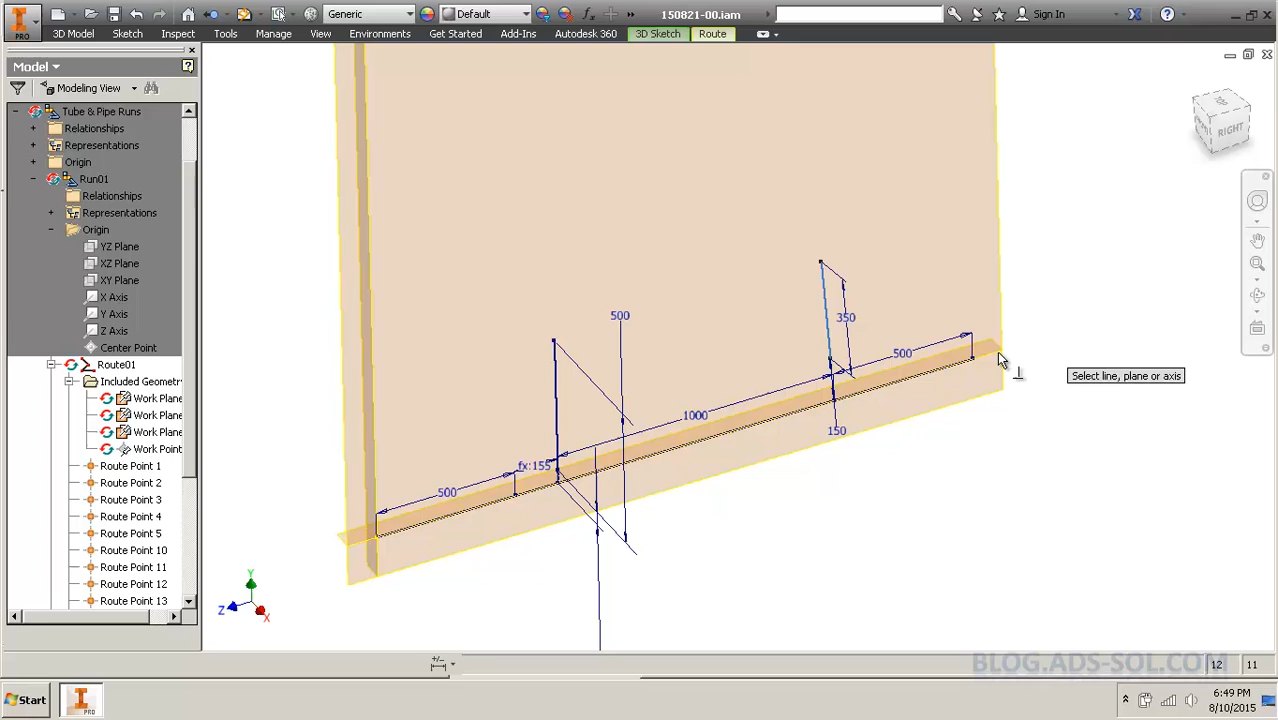 Generic
Default
150821-00.iam
Sign In
PRO
3D Model
Sketch
Inspect
Tools
Manage
View
Environments
Get Started
Add-Ins
Autodesk 360
3D Sketch
Route
Model
Modeling View
Tube & Pipe Runs
Relationships
Representations
Origin
Run01
Relationships
Representations
Origin
YZ Plane
XZ Plane
XY Plane
X Axis
Y Axis
Z Axis
Center Point
Route01
Included Geometr
Work Plane
Work Plane
Work Plane
Work Point
Route Point 1
Route Point 2
Route Point 3
Route Point 4
Route Point 5
Route Point 10
Route Point 11
Route Point 12
Route Point 13
RIGHT
500
350
500
1000
150
fx:155
500
Select line, plane or axis
Y
Z
X
BLOG.ADS-SOL.COM
12
11
Start
PRO
6:49 PM
8/10/2015